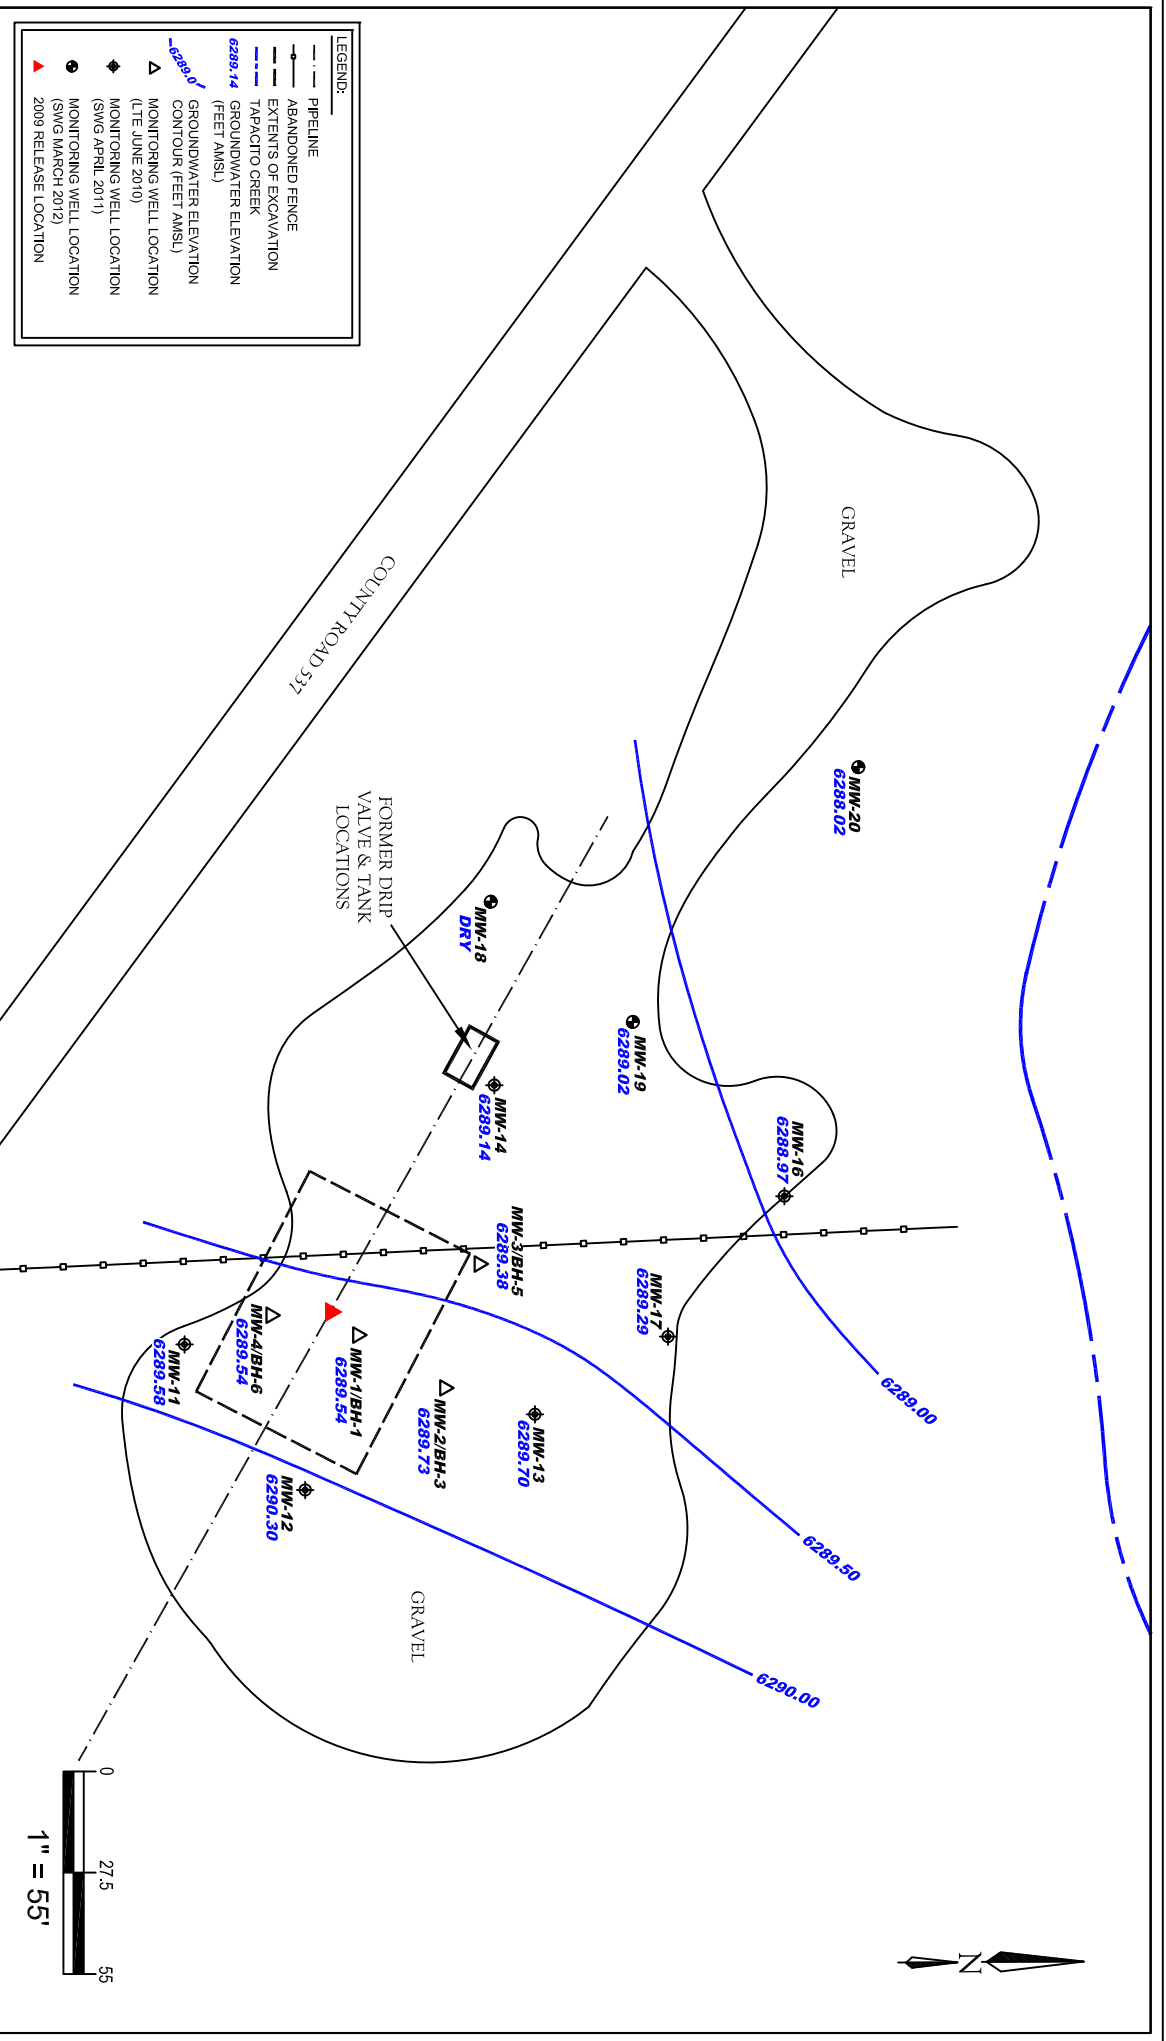 LEGEND:
PIPELINE
ABANDONED FENCE
EXTENTS OF EXCAVATION
TAPACITO CREEK
6289.14 GROUNDWATER ELEVATION
(FEET AMSL)
6289.0' GROUNDWATER ELEVATION
CONTOUR (FEET AMSL)
MONITORING WELL LOCATION
(LTE JUNE 2010)
MONITORING WELL LOCATION
(SWG APRIL 2011)
MONITORING WELL LOCATION
(SWG MARCH 2012)
2009 RELEASE LOCATION
GRAVEL
COUNTY ROAD 537
MW-20
6288.02
FORMER DRIP
VALVE & TANK
LOCATIONS
MW-18
DRY
MW-19
6289.02
MW-14
6289.14
MW-16
6288.97
MW-3/BH-5
6289.38
MW-17
6289.29
MW-4/BH-6
6289.54
MW-11
6289.58
MW-1/BH-1
6289.54
MW-2/BH-3
6289.73
MW-13
6289.70
MW-12
6290.30
6289.00
6289.50
6290.00
GRAVEL
N
0 27.5 55
1" = 55'